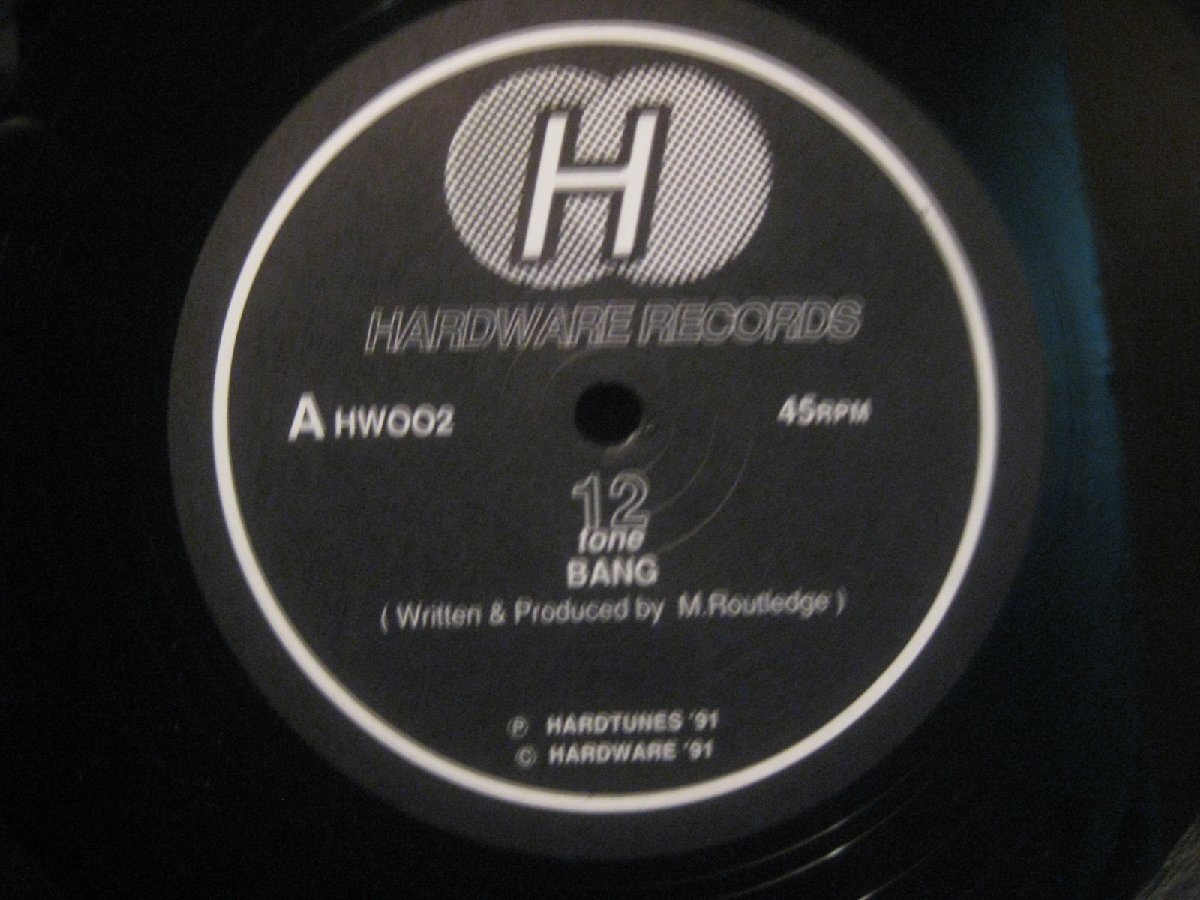 H
HARDWARE RECORDS
A HW002 45RPM
12
tone
BANG
( Written & Produced by M.Routledge )
Ⓟ HARDTUNES '91
© HARDWARE '91